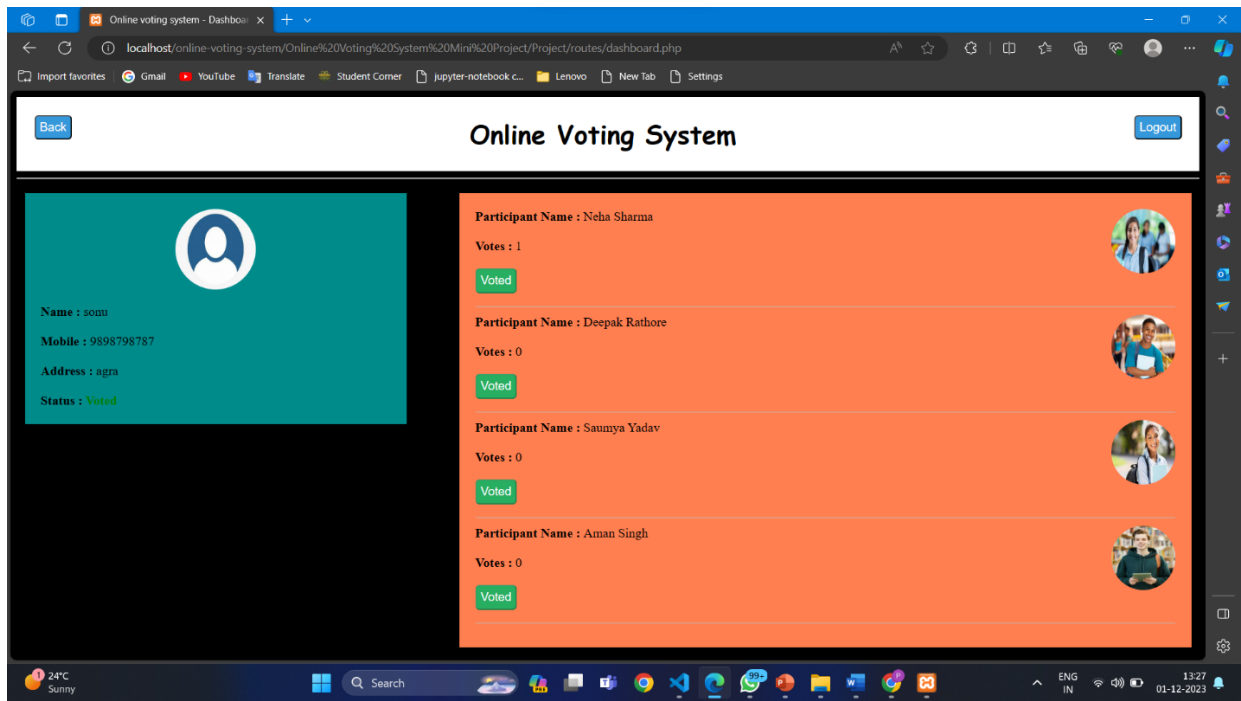 Online voting system - Dashboa
localhost/online-voting-system/Online%20Voting%20System%20Mini%20Project/Project/routes/dashboard.php
Import favorites Gmail YouTube Translate Student Corner jupyter-notebook c... Lenovo New Tab Settings
Back
Online Voting System
Logout
Name : sonu
Mobile : 9898798787
Address : agra
Status : Voted
Participant Name : Neha Sharma
Votes : 1
Voted
Participant Name : Deepak Rathore
Votes : 0
Voted
Participant Name : Saumya Yadav
Votes : 0
Voted
Participant Name : Aman Singh
Votes : 0
Voted
1
24°C
Sunny
Search
99+
ENG
IN
13:27
01-12-2023